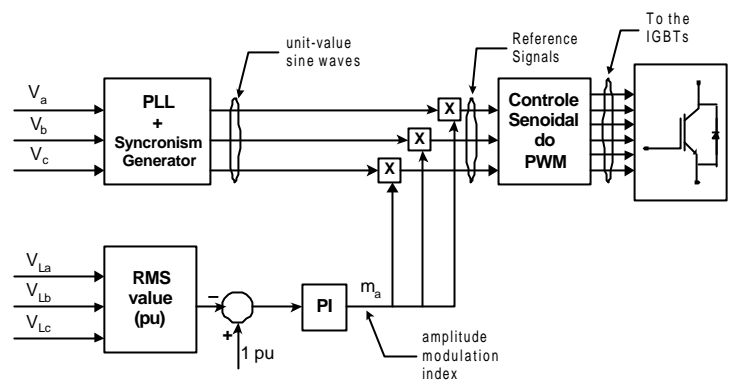 To the
IGBTs
unit-value
sine waves
Reference
Signals
Va
Vb
Vc
PLL
+
Syncronism
Generator
X
X
X
Controle
Senoidal
do
PWM
VLa
VLb
VLc
RMS
value
(pu)
–
+
1 pu
PI
ma
amplitude
modulation
index